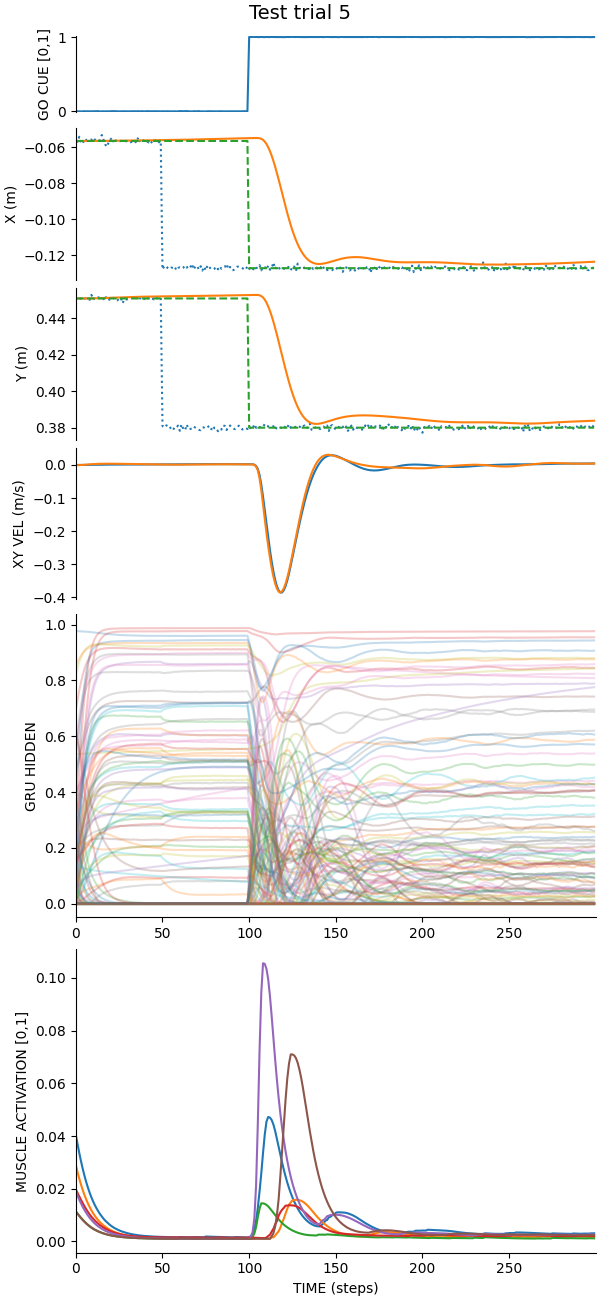 Test trial 5
GO CUE [0,1]
1
0
X (m)
−0.06
−0.08
−0.10
−0.12
Y (m)
0.44
0.42
0.40
0.38
XY VEL (m/s)
0.0
−0.1
−0.2
−0.3
−0.4
GRU HIDDEN
1.0
0.8
0.6
0.4
0.2
0.0
0 50 100 150 200 250
MUSCLE ACTIVATION [0,1]
0.10
0.08
0.06
0.04
0.02
0.00
0 50 100 150 200 250
TIME (steps)